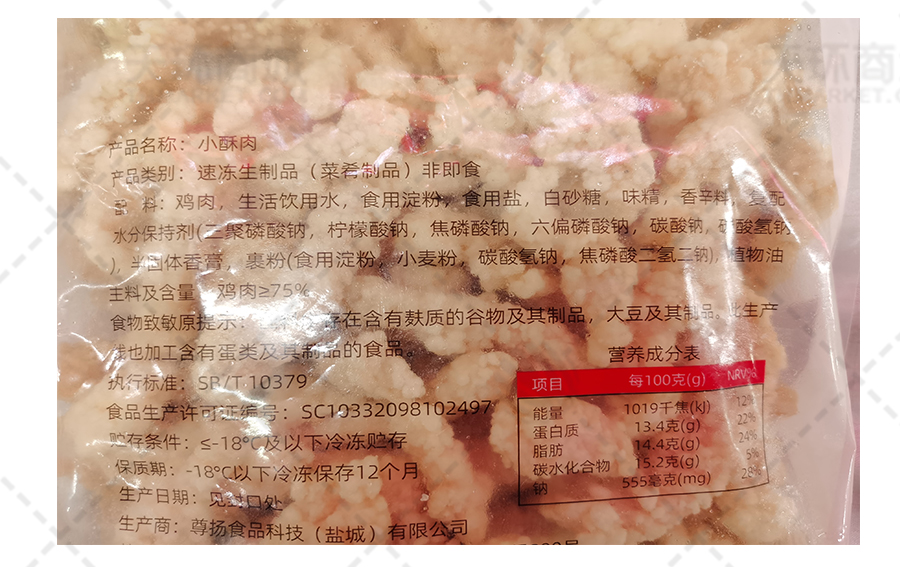 产品名称：小酥肉
产品类别：速冻生制品（菜肴制品）非即食
配 料：鸡肉，生活饮用水，食用淀粉，食用盐，白砂糖，味精，香辛料，复配
水分保持剂(三聚磷酸钠，柠檬酸钠，焦磷酸钠，六偏磷酸钠，碳酸钠，碳酸氢钠
)，半固体香膏，裹粉(食用淀粉，小麦粉，碳酸氢钠，焦磷酸二氢二钠)，植物油
主料及含量 鸡肉≥75%
食物致敏原提示： 存在含有麸质的谷物及其制品，大豆及其制品。此生产
线也加工含有蛋类及其制品的食品。
执行标准：SB/T 10379
食品生产许可证编号：SC10332098102497
贮存条件：≤-18°C及以下冷冻贮存
保质期：-18°C以下冷冻保存12个月
生产日期：见封口处
生产商：尊扬食品科技（盐城）有限公司
营养成分表
项目 每100克(g) NRV%
能量 1019千焦(kJ) 12%
蛋白质 13.4克(g) 22%
脂肪 14.4克(g) 24%
碳水化合物 15.2克(g) 5%
钠 555毫克(mg) 28%